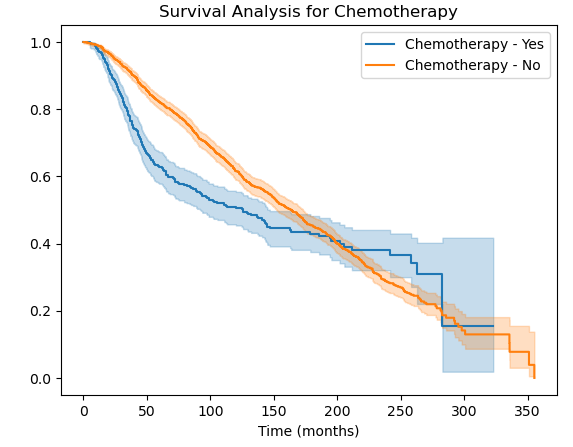 Survival Analysis for Chemotherapy
Chemotherapy - Yes
Chemotherapy - No
1.0
0.8
0.6
0.4
0.2
0.0
0 50 100 150 200 250 300 350
Time (months)